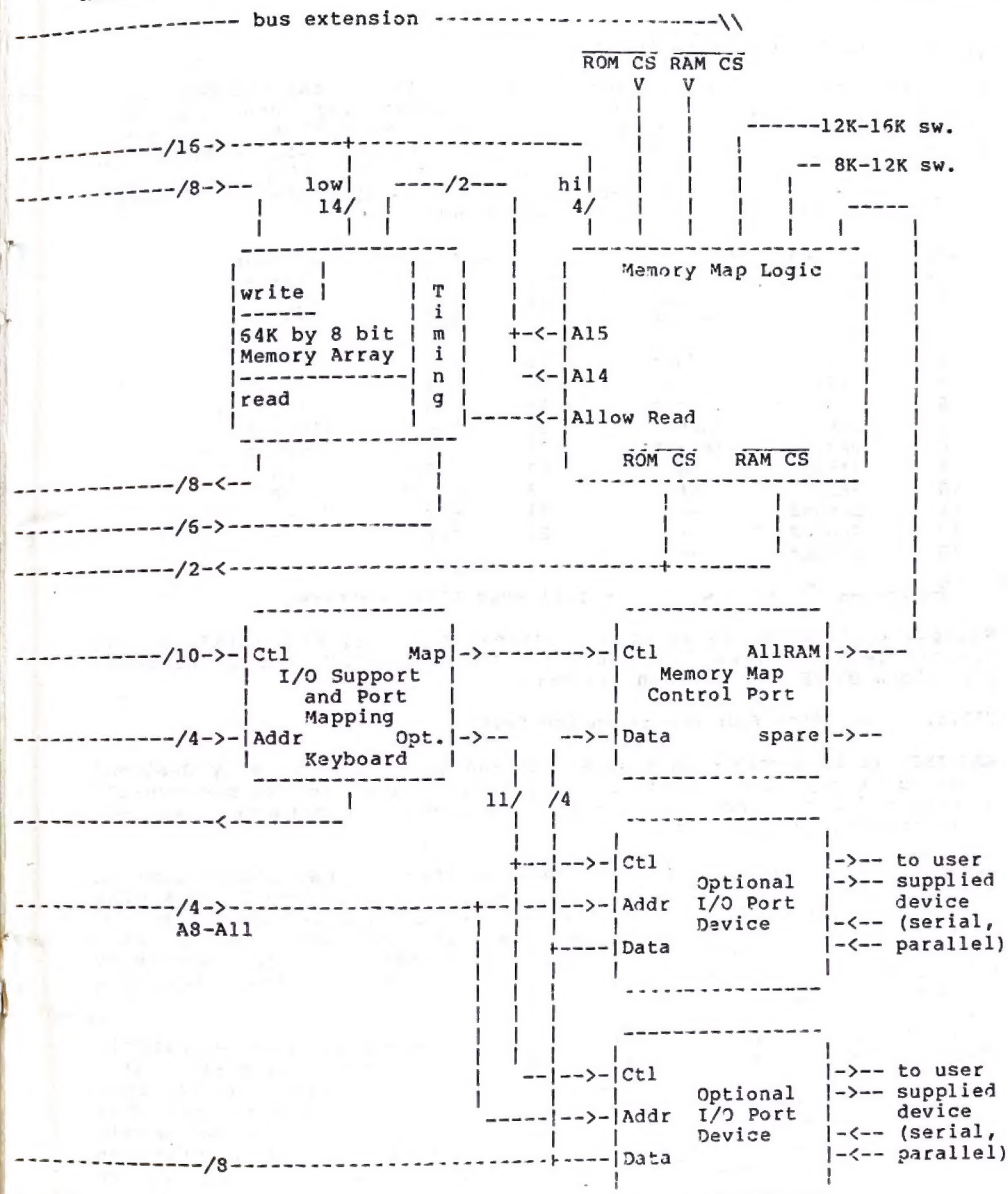 bus extension
ROM CS RAM CS
V V
12K-16K sw.
/16->
8K-12K sw.
/8-> low /2 hi
14/ 4/
Memory Map Logic
write T
i
64K by 8 bit m A15
Memory Array i
n A14
read g
Allow Read
ROM CS RAM CS
/8-<--
/6->
/2-<
/10->-|Ctl Map|-> ->-|Ctl AllRAM|->
I/O Support Memory Map
and Port Control Port
Mapping
/4->-|Addr Opt.|->-- -->-|Data spare|->--
Keyboard
11/ /4
<
Ctl |->-- to user
Optional |->-- supplied
/4-> Addr I/O Port device
A8-A11 Device |-<-- (serial,
Data |-<-- parallel)
Ctl |->-- to user
Optional |->-- supplied
Addr I/O Port device
Device |-<-- (serial,
/8 Data |-<-- parallel)